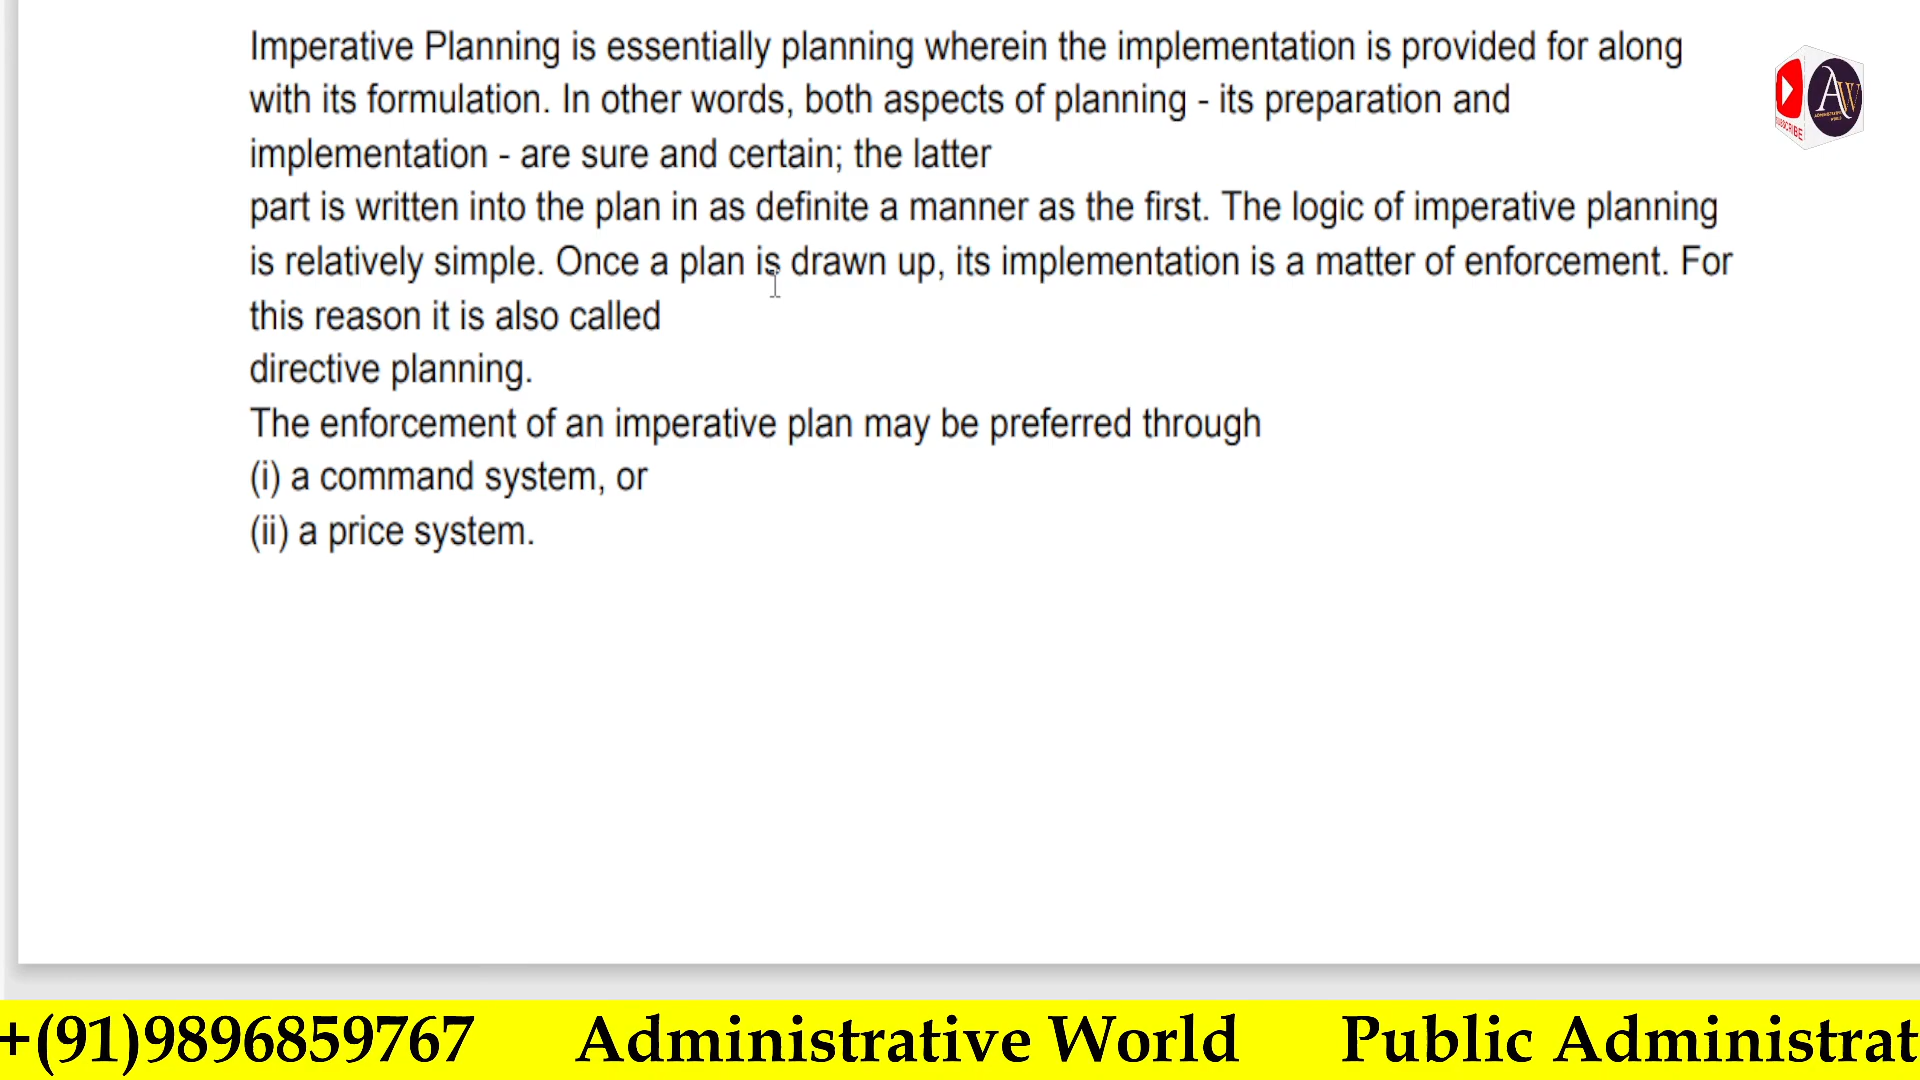 Imperative Planning is essentially planning wherein the implementation is provided for along
with its formulation. In other words, both aspects of planning - its preparation and
implementation - are sure and certain; the latter
part is written into the plan in as definite a manner as the first. The logic of imperative planning
is relatively simple. Once a plan is drawn up, its implementation is a matter of enforcement. For
this reason it is also called
directive planning.
The enforcement of an imperative plan may be preferred through
(i) a command system, or
(ii) a price system.
SUBSCRIBE
AW
ADMINISTRATIVE
WORLD
+(91)9896859767 Administrative World Public Administrat